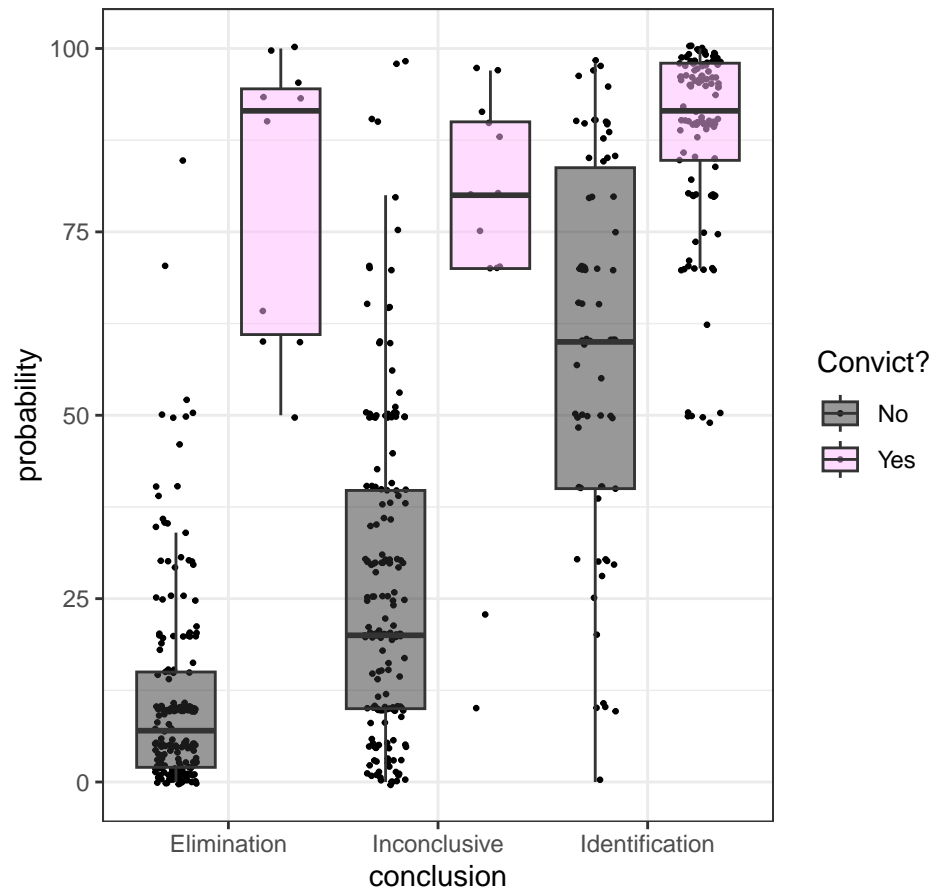 100
75
50
25
0
probability
Elimination
Inconclusive
Identification
conclusion
Convict?
No
Yes